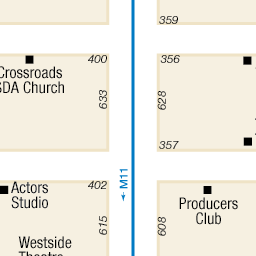 359
400
356
Crossroads
SDA Church
633
628
357
M11
402
Actors
Studio
Producers
Club
615
608
Westside
Theatre